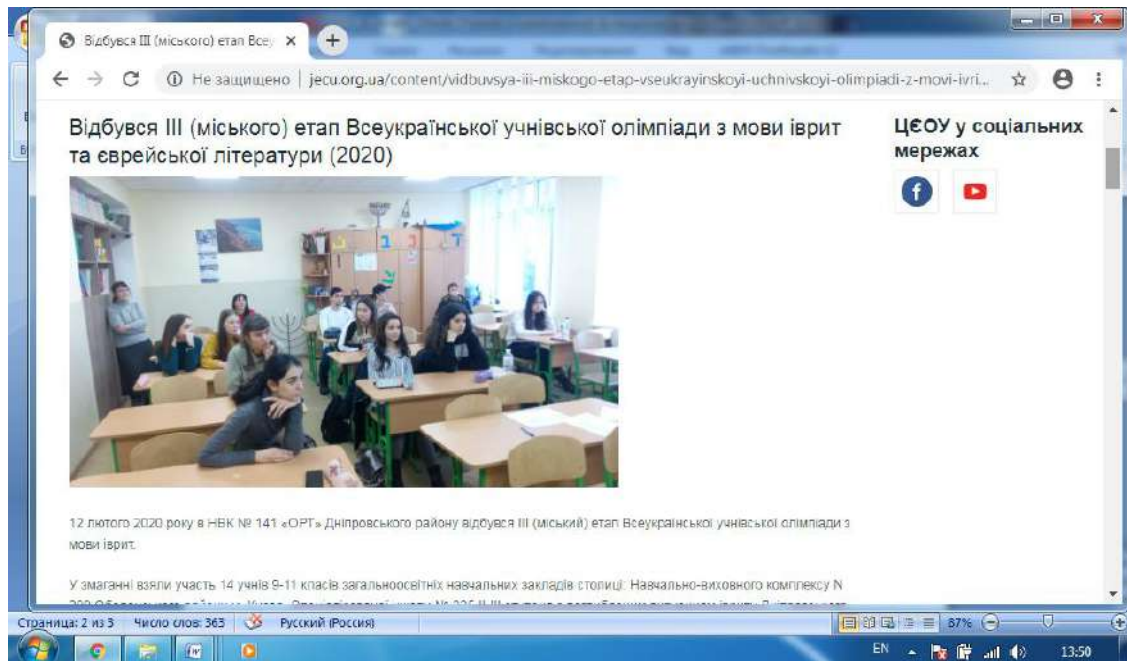 Відбувся III (міського) етап Все
Не защищено | jecu.org.ua/content/vidbuvsya-iii-miskogo-etap-vseukrayinskoyi-uchnivskoyi-olimpiadi-z-movi-ivri...
Відбувся III (міського) етап Всеукраїнської учнівської олімпіади з мови іврит
та єврейської літератури (2020)
ЦЄОУ у соціальних
мережах
12 лютого 2020 року в НВК № 141 «ОРТ» Дніпровського району відбувся III (міський) етап Всеукраїнської учнівської олімпіади з
мови іврит.
У змаганні взяли участь 14 учнів 9-11 класів загальноосвітніх навчальних закладів столиці: Навчально-виховного комплексу N
Страница: 2 из 5 Число слов: 363 Русский (Россия) 87%
EN 13:50